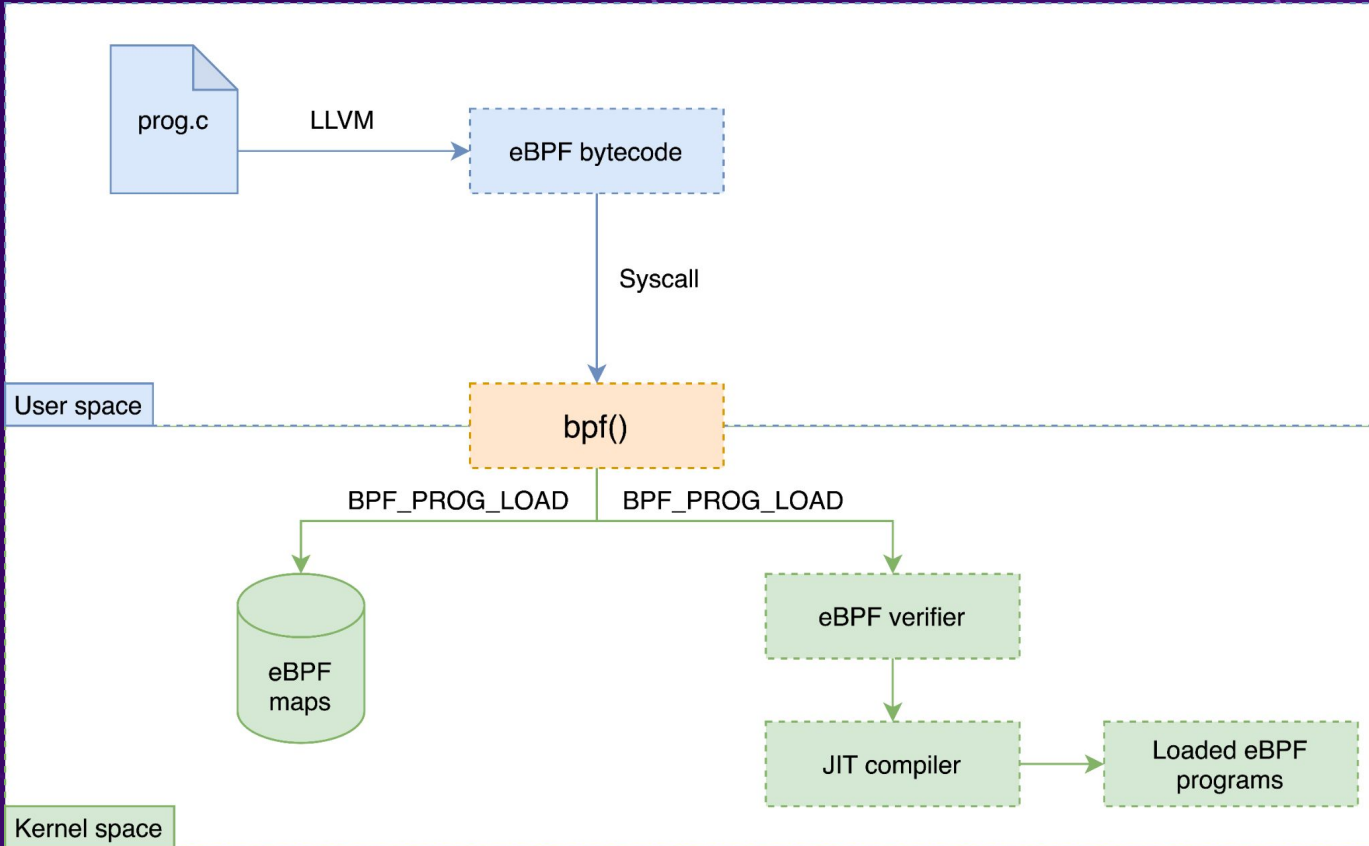 prog.c
LLVM
eBPF bytecode
Syscall
User space
bpf()
BPF_PROG_LOAD
BPF_PROG_LOAD
eBPF
maps
eBPF verifier
JIT compiler
Loaded eBPF
programs
Kernel space